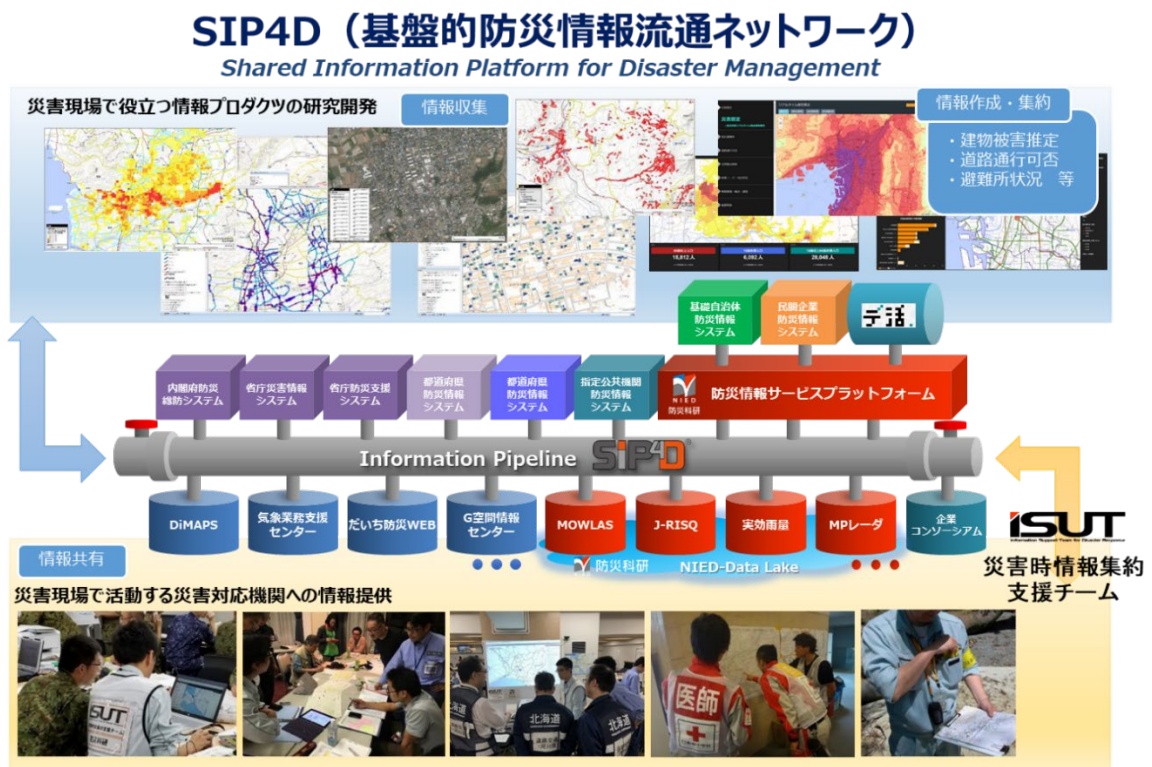 SIP4D（基盤的防災情報流通ネットワーク）
Shared Information Platform for Disaster Management
災害現場で役立つ情報プロダクツの研究開発
情報収集
情報作成・集約
・建物被害推定
・道路通行可否
・避難所状況　等
基礎自治体
防災情報
システム
民間企業
防災情報
システム
デ活。
内閣府防災
総防システム
省庁災害情報
システム
省庁防災支援
システム
都道府県
防災情報
システム
都道府県
防災情報
システム
指定公共機関
防災情報
システム
NIED
防災科研
防災情報サービスプラットフォーム
Information Pipeline
SIP4D
DiMAPS
気象業務支援
センター
だいち防災WEB
G空間情報
センター
MOWLAS
J-RISQ
実効雨量
MPレーダ
企業
コンソーシアム
防災科研
NIED-Data Lake
iSUT
Information Support Team for Disaster Response
災害時情報集約
支援チーム
情報共有
災害現場で活動する災害対応機関への情報提供
iSUT
北海道
北海道
医師